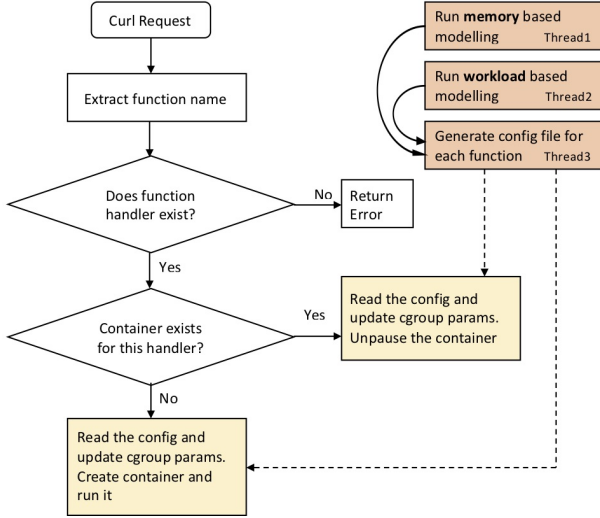 Curl Request
Extract function name
Does function
handler exist?
No
Return
Error
Yes
Container exists
for this handler?
Yes
Read the config and
update cgroup params.
Unpause the container
No
Read the config and
update cgroup params.
Create container and
run it
Run memory based
modelling Thread1
Run workload based
modelling Thread2
Generate config file for
each function Thread3